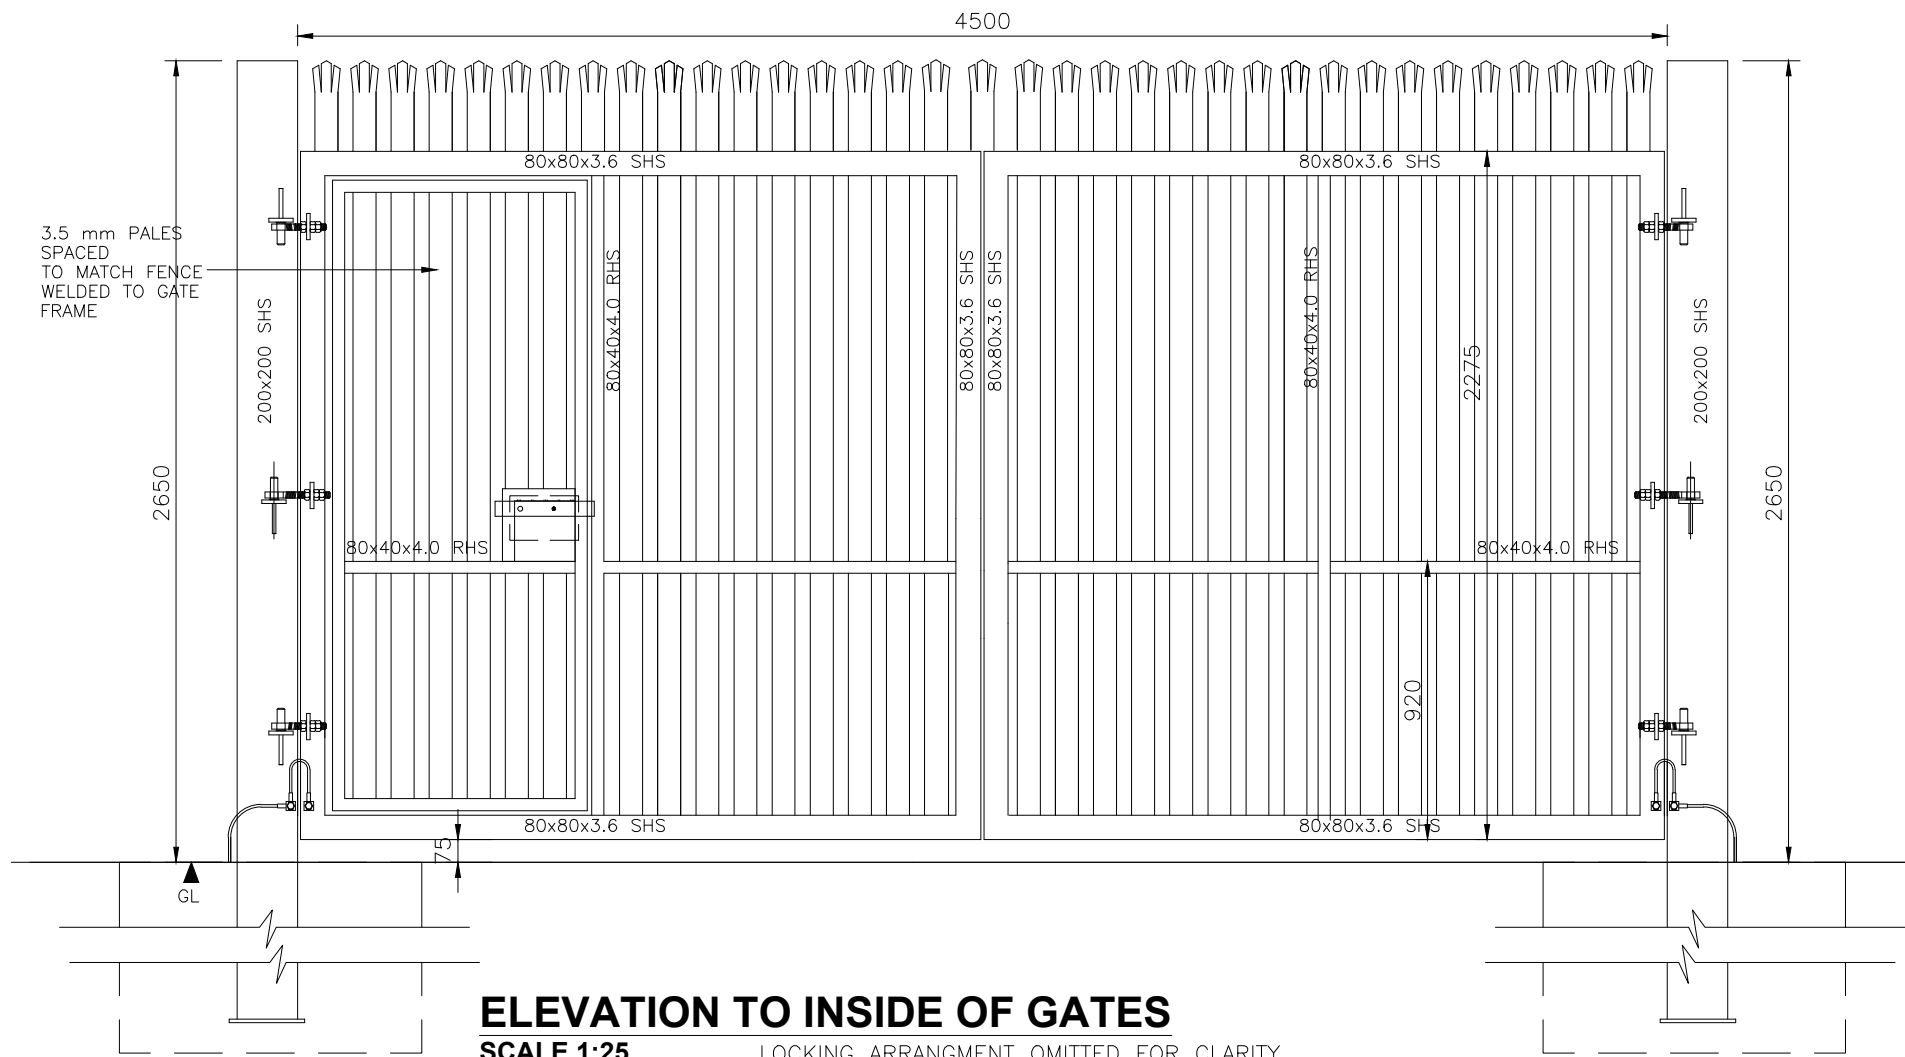 4500
80x80x3.6 SHS
80x80x3.6 SHS
3.5 mm PALES
SPACED
TO MATCH FENCE
WELDED TO GATE
FRAME
200x200 SHS
80x40x4.0 RHS
80x80x3.6 SHS
80x80x3.6 SHS
80x40x4.0 RHS
2275
200x200 SHS
2650
2650
80x40x4.0 RHS
80x40x4.0 RHS
920
80x80x3.6 SHS
80x80x3.6 SHS
75
GL
ELEVATION TO INSIDE OF GATES
SCALE 1:25
LOCKING ARRANGMENT OMITTED FOR CLARITY